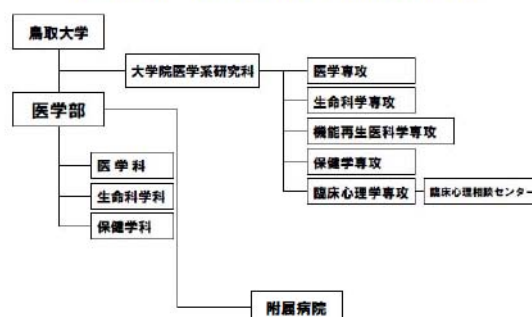 鳥取大学
大学院医学系研究科
医学専攻
生命科学専攻
機能再生医科学専攻
保健学専攻
臨床心理学専攻
臨床心理相談センター
医学部
医学科
生命科学科
保健学科
附属病院